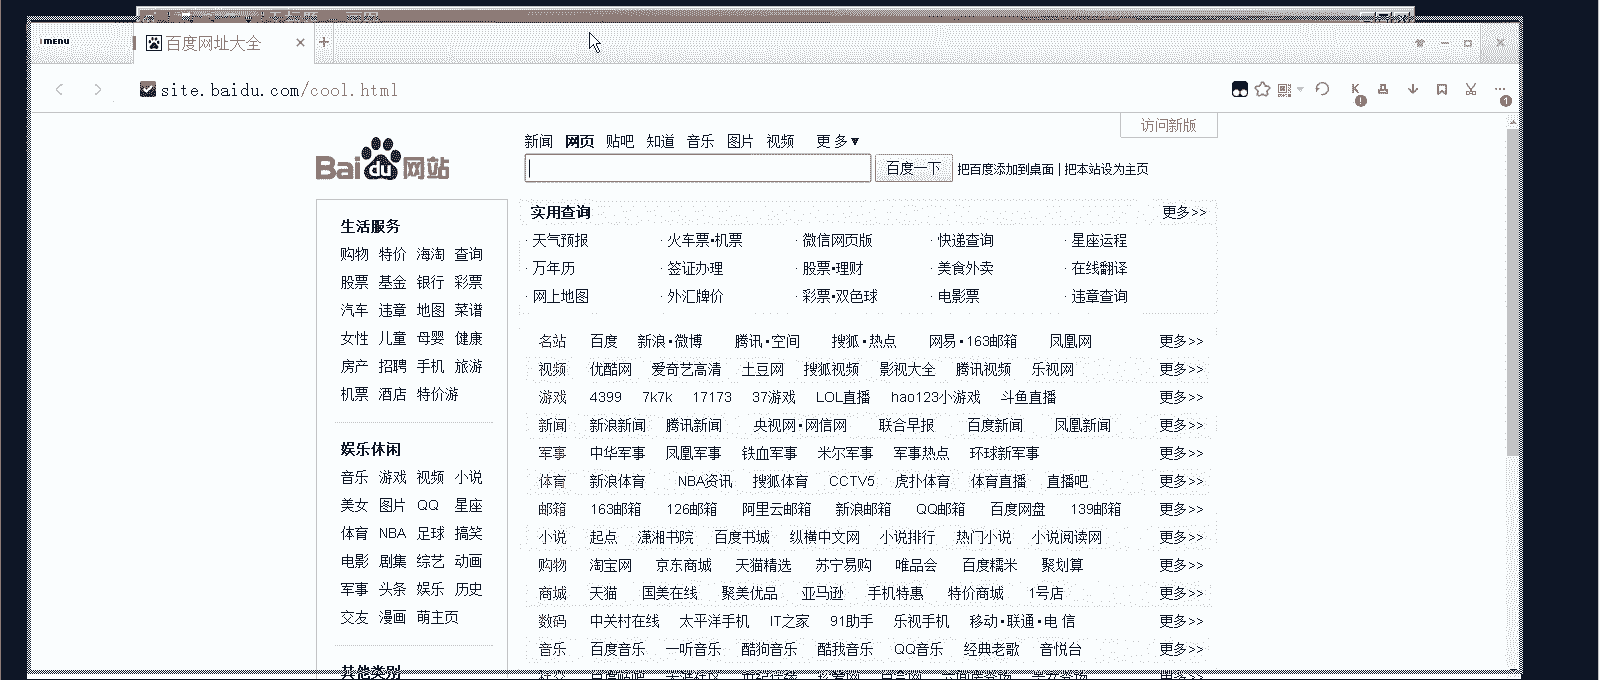 MENU
百度网址大全
site.baidu.com/cool.html
访问新版
Bai du 网站
新闻 网页 贴吧 知道 音乐 图片 视频 更多▼
百度一下 把百度添加到桌面 | 把本站设为主页
生活服务
购物 特价 海淘 查询
股票 基金 银行 彩票
汽车 违章 地图 菜谱
女性 儿童 母婴 健康
房产 招聘 手机 旅游
机票 酒店 特价游
娱乐休闲
音乐 游戏 视频 小说
美女 图片 QQ 星座
体育 NBA 足球 搞笑
电影 剧集 综艺 动画
军事 头条 娱乐 历史
交友 漫画 萌主页
其他类别
实用查询 更多>>
· 天气预报 · 火车票•机票 · 微信网页版 · 快递查询 · 星座运程
· 万年历 · 签证办理 · 股票•理财 · 美食外卖 · 在线翻译
· 网上地图 · 外汇牌价 · 彩票•双色球 · 电影票 · 违章查询
名站 百度 新浪•微博 腾讯•空间 搜狐•热点 网易•163邮箱 凤凰网 更多>>
视频 优酷网 爱奇艺高清 土豆网 搜狐视频 影视大全 腾讯视频 乐视网 更多>>
游戏 4399 7k7k 17173 37游戏 LOL直播 hao123小游戏 斗鱼直播 更多>>
新闻 新浪新闻 腾讯新闻 央视网•网信网 联合早报 百度新闻 凤凰新闻 更多>>
军事 中华军事 凤凰军事 铁血军事 米尔军事 军事热点 环球新军事 更多>>
体育 新浪体育 NBA资讯 搜狐体育 CCTV5 虎扑体育 体育直播 直播吧 更多>>
邮箱 163邮箱 126邮箱 阿里云邮箱 新浪邮箱 QQ邮箱 百度网盘 139邮箱 更多>>
小说 起点 潇湘书院 百度书城 纵横中文网 小说排行 热门小说 小说阅读网 更多>>
购物 淘宝网 京东商城 天猫精选 苏宁易购 唯品会 百度糯米 聚划算 更多>>
商城 天猫 国美在线 聚美优品 亚马逊 手机特惠 特价商城 1号店 更多>>
数码 中关村在线 太平洋手机 IT之家 91助手 乐视手机 移动•联通•电 信 更多>>
音乐 百度音乐 一听音乐 酷狗音乐 酷我音乐 QQ音乐 经典老歌 音悦台 更多>>